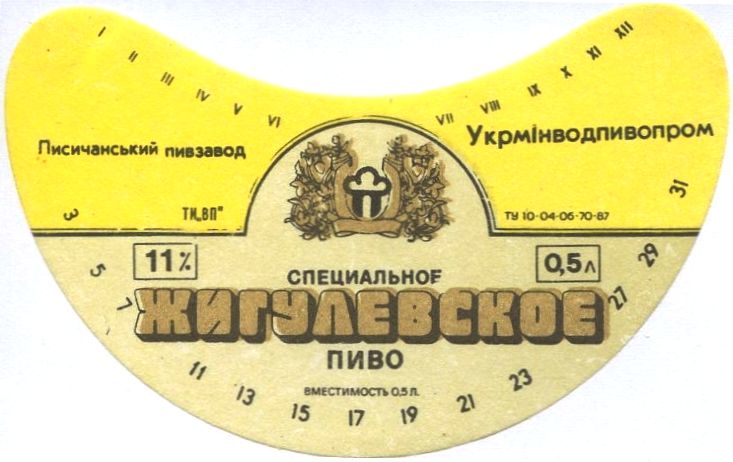 I II III IV V VI VII VIII IX X XI XII
Лисичанський пивзавод
Укрмінводпивопром
ТИ„ВП"
ТУ 10-04-06-70-87
11%
0,5л
СПЕЦИАЛЬНОЕ
ЖИГУЛЕВСКОЕ
ПИВО
ВМЕСТИМОСТЬ 0,5 Л.
3 5 7 11 13 15 17 19 21 23 27 29 31